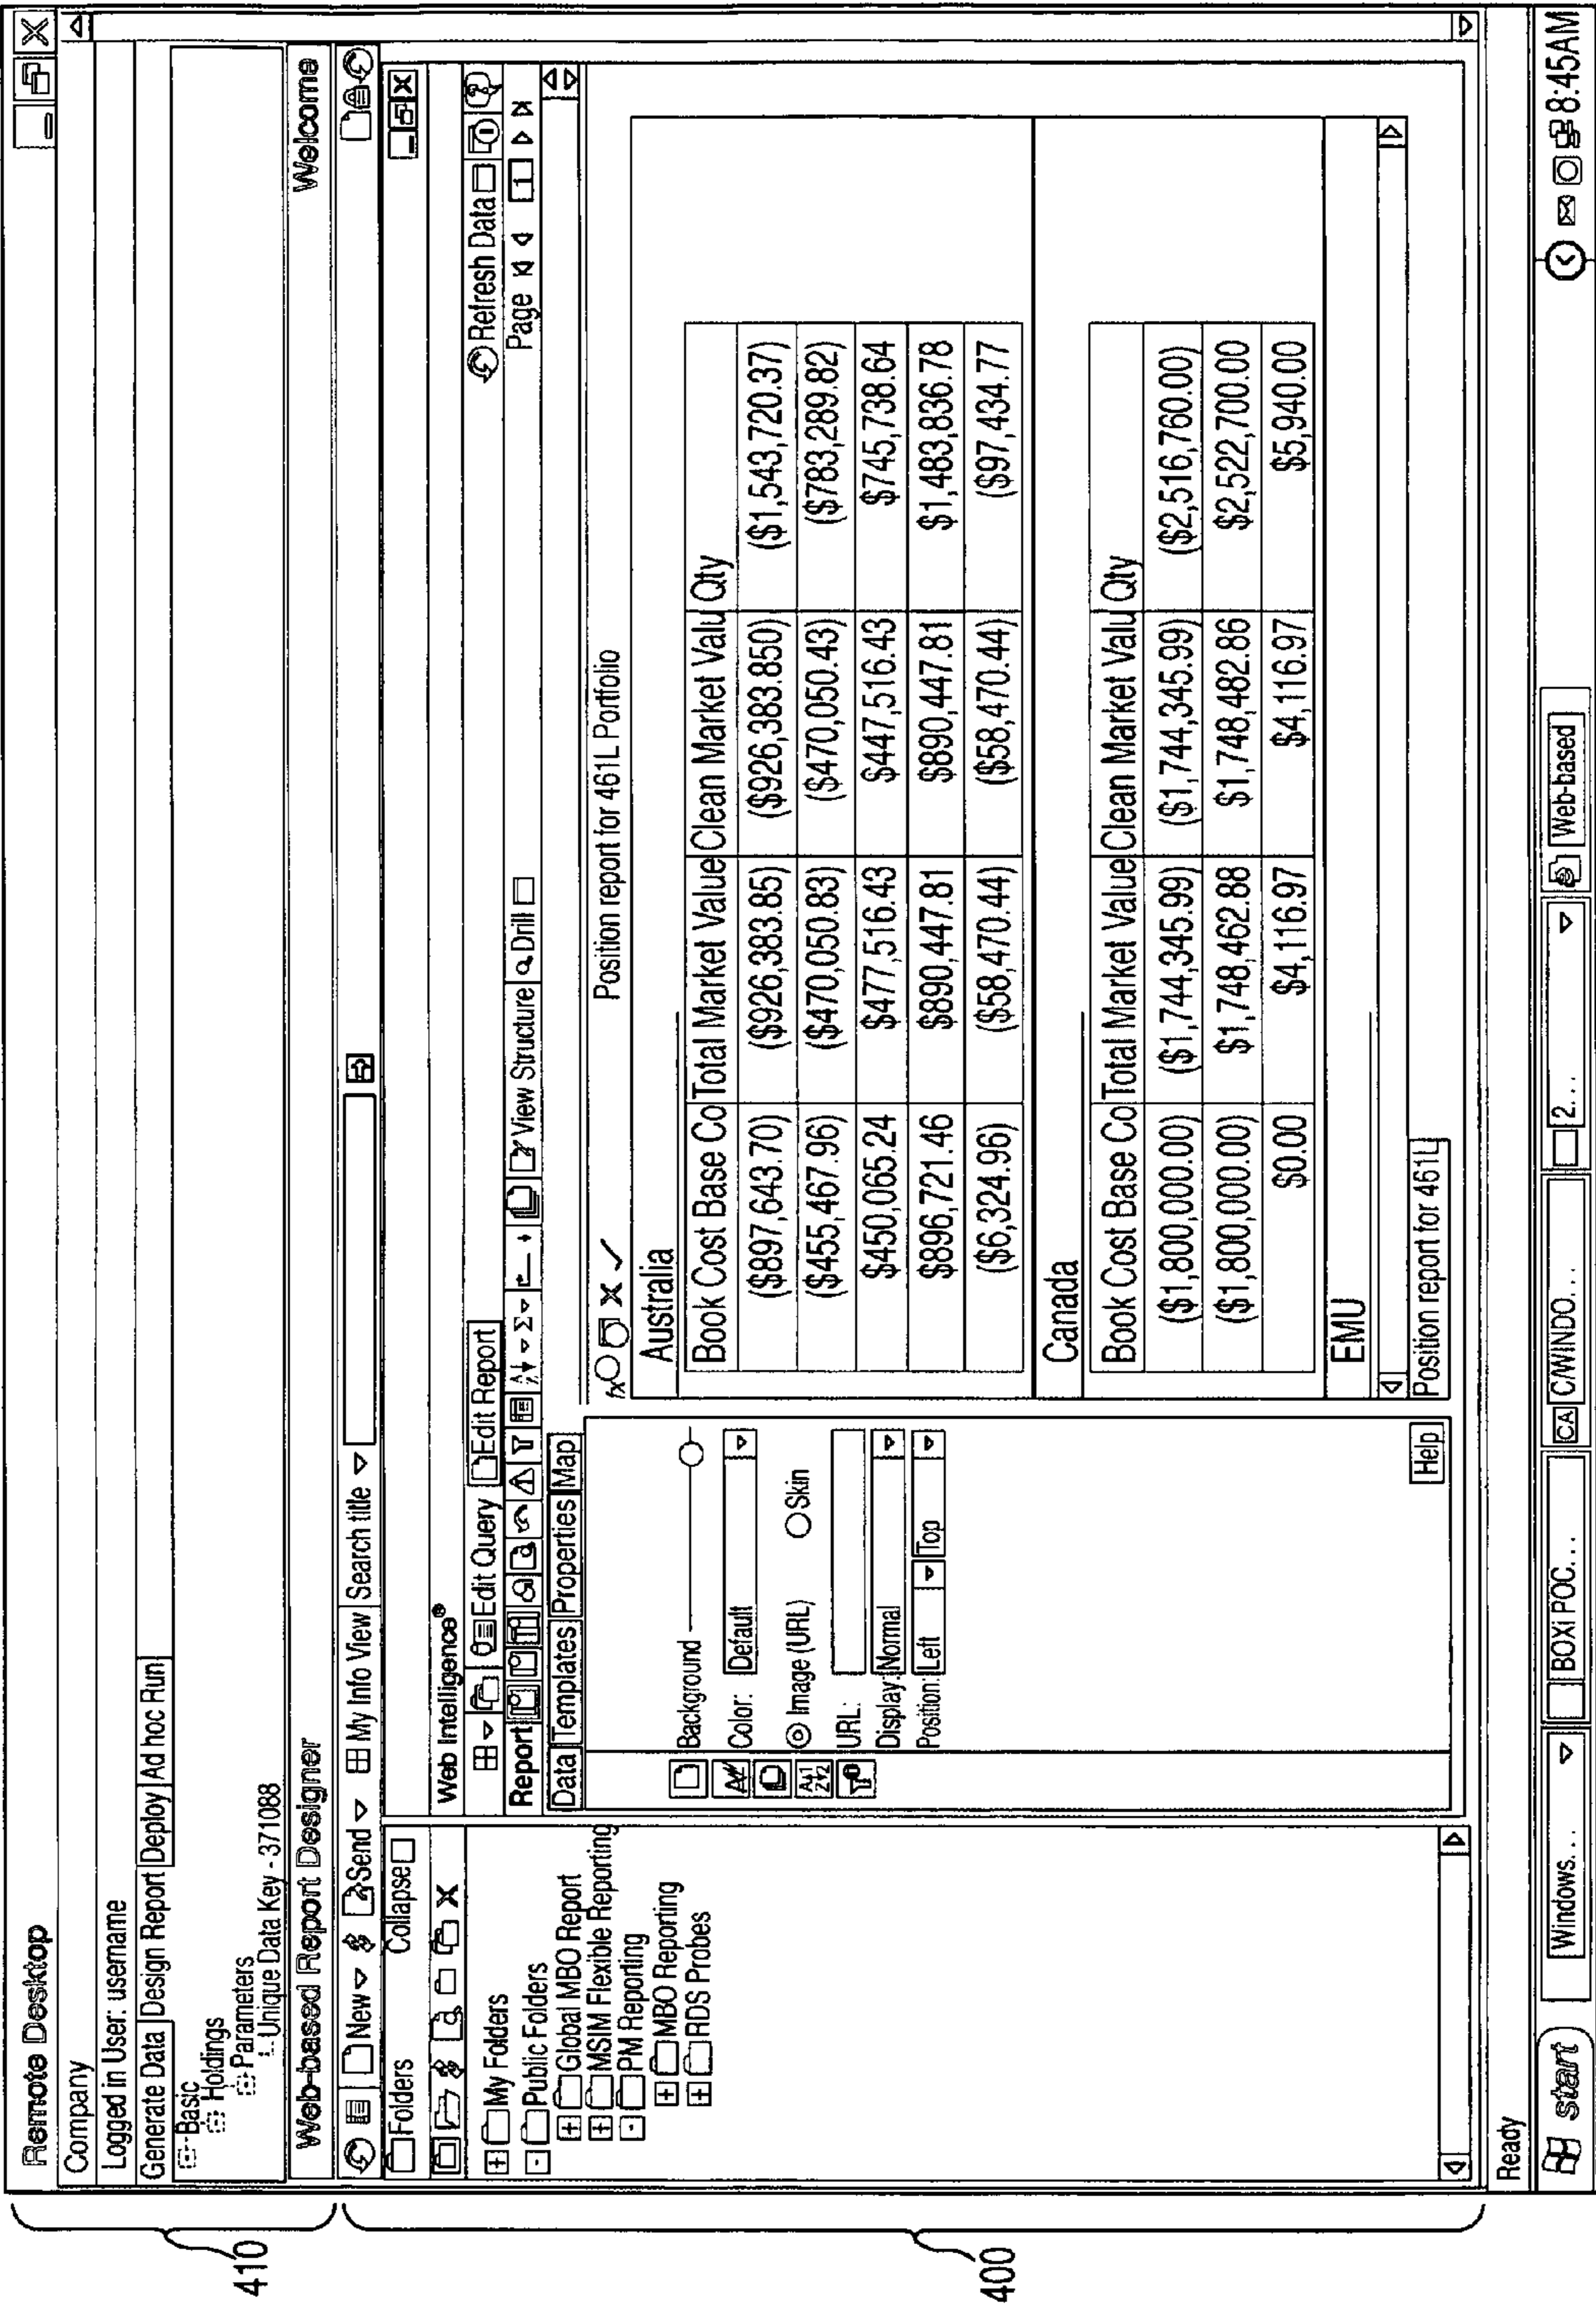 Remote Desktop
Company
Logged in User: username
Generate Data Design Report Deploy Ad hoc Run
Basic
Holdings
Parameters
Unique Data Key - 371088
Web-based Report Designer Welcome
New Send My Info View Search title
Folders Collapse
My Folders
Public Folders
Global MBO Report
MSIM Flexible Reporting
PM Reporting
MBO Reporting
RDS Probes
Web Intelligence®
Edit Query Edit Report Refresh Data
Report View Structure Drill Page 1
Data Templates Properties Map
Background
Color: Default
Image (URL) Skin
URL:
Display: Normal
Position: Left Top
Help
fx Position report for 461L Portfolio
Australia
Book Cost Base Co Total Market Value Clean Market Valu Qty
($897,643.70) ($926,383.85) ($926,383.850) ($1,543,720.37)
($455,467.96) ($470,050.83) ($470,050.43) ($783,289.82)
$450,065.24 $477,516.43 $447,516.43 $745,738.64
$896,721.46 $890,447.81 $890,447.81 $1,483,836.78
($6,324.96) ($58,470.44) ($58,470.44) ($97,434.77)
Canada
Book Cost Base Co Total Market Value Clean Market Valu Qty
($1,800,000.00) ($1,744,345.99) ($1,744,345.99) ($2,516,760.00)
($1,800,000.00) $1,748,462.88 $1,748,482.86 $2,522,700.00
$0.00 $4,116.97 $4,116.97 $5,940.00
EMU
Position report for 461L
Ready
start Windows... BOXI POC... CA C/WINDO... 2... Web-based 8:45AM
410
400